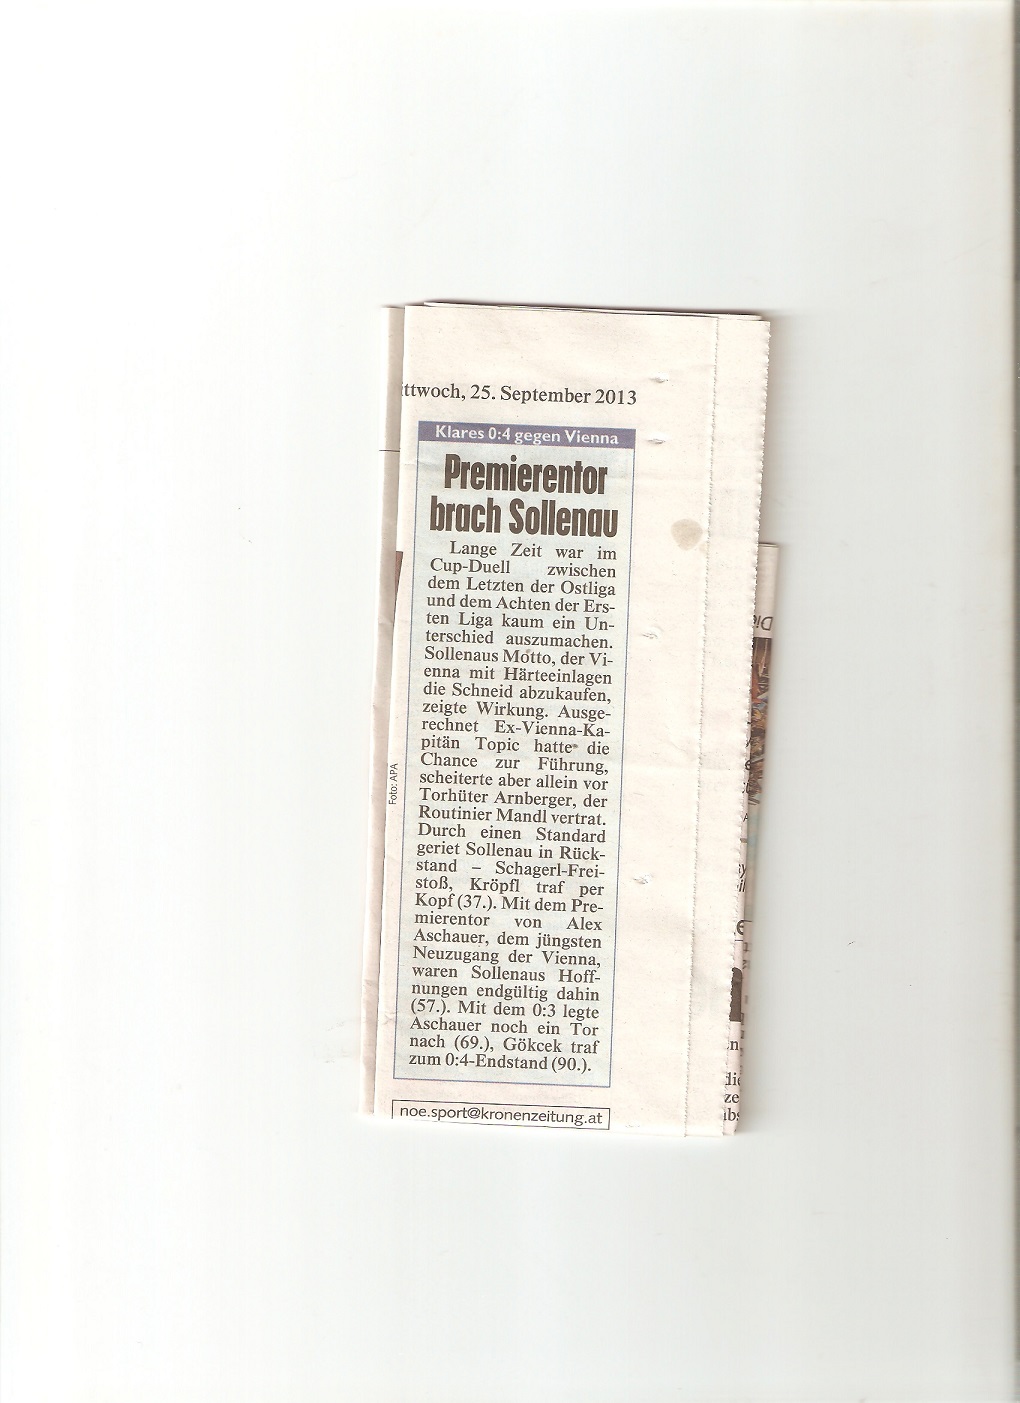 ttwoch, 25. September 2013
Klares 0:4 gegen Vienna
Premierentor
brach Sollenau
Lange Zeit war im
Cup-Duell zwischen
dem Letzten der Ostliga
und dem Achten der Ers-
ten Liga kaum ein Un-
terschied auszumachen.
Sollenaus Motto, der Vi-
enna mit Härteeinlagen
die Schneid abzukaufen,
zeigte Wirkung. Ausge-
rechnet Ex-Vienna-Ka-
pitän Topic hatte die
Chance zur Führung,
scheiterte aber allein vor
Torhüter Arnberger, der
Routinier Mandl vertrat.
Durch einen Standard
geriet Sollenau in Rück-
stand – Schagerl-Frei-
stoß, Kröpfl traf per
Kopf (37.). Mit dem Pre-
mierentor von Alex
Aschauer, dem jüngsten
Neuzugang der Vienna,
waren Sollenaus Hoff-
nungen endgültig dahin
(57.). Mit dem 0:3 legte
Aschauer noch ein Tor
nach (69.), Gökcek traf
zum 0:4-Endstand (90.).
noe.sport@kronenzeitung.at
Foto: APA